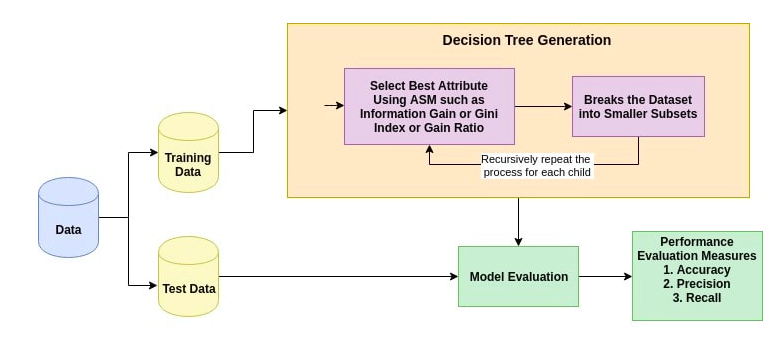 Decision Tree Generation
Select Best Attribute
Using ASM such as
Information Gain or Gini
Index or Gain Ratio
Breaks the Dataset
into Smaller Subsets
Recursively repeat the
process for each child
Training
Data
Data
Test Data
Model Evaluation
Performance
Evaluation Measures
1. Accuracy
2. Precision
3. Recall